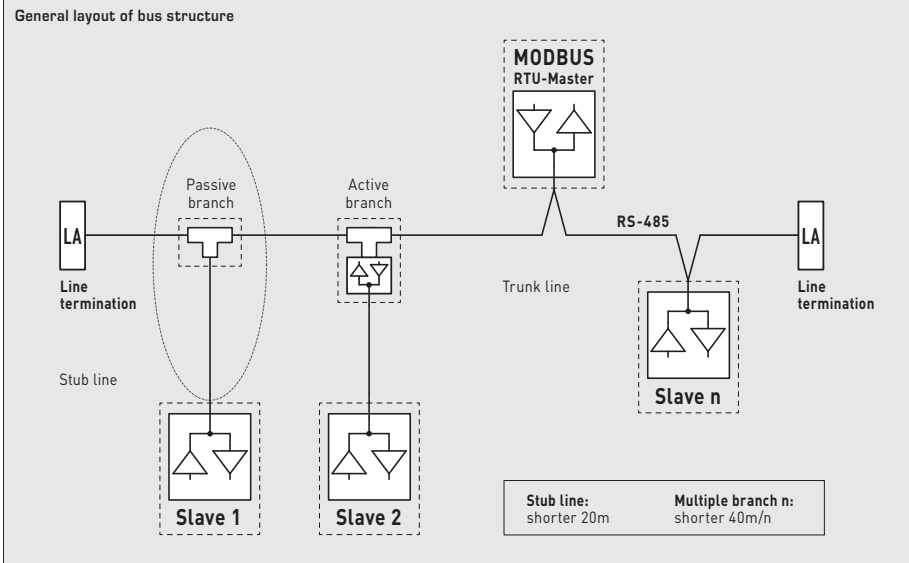 General layout of bus structure
MODBUS
RTU-Master
Passive
branch
Active
branch
LA
RS-485
LA
Line
termination
Trunk line
Line
termination
Stub line
Slave n
Slave 1
Slave 2
Stub line:
shorter 20m
Multiple branch n:
shorter 40m/n